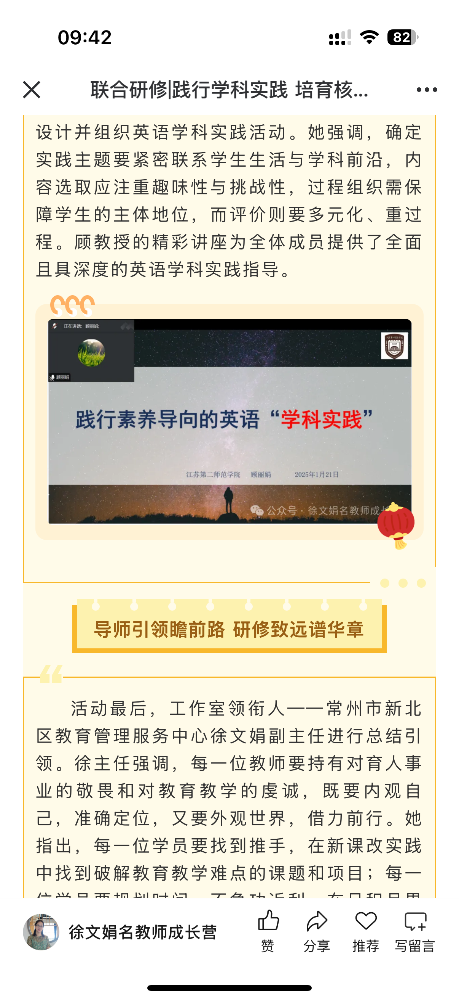 09:42
82
联合研修|践行学科实践 培育核...
设计并组织英语学科实践活动。她强调，确定
实践主题要紧密联系学生生活与学科前沿，内
容选取应注重趣味性与挑战性，过程组织需保
障学生的主体地位，而评价则要多元化、重过
程。顾教授的精彩讲座为全体成员提供了全面
且具深度的英语学科实践指导。
正在讲话: 顾丽娟;
顾丽娟
1952
践行素养导向的英语“学科实践”
江苏第二师范学院 顾丽娟 2025年1月21日
公众号 · 徐文娟名教师成长
导师引领瞻前路 研修致远谱华章
活动最后，工作室领衔人——常州市新北
区教育管理服务中心徐文娟副主任进行总结引
领。徐主任强调，每一位教师要持有对育人事
业的敬畏和对教育教学的虔诚，既要内观自
己，准确定位，又要外观世界，借力前行。她
指出，每一位学员要找到推手，在新课改实践
中找到破解教育教学难点的课题和项目；每一
徐文娟名教师成长营
赞
分享
推荐
写留言